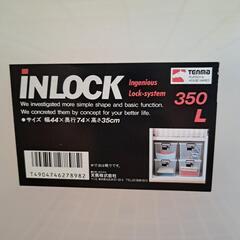 INLOCK
Ingenious
Lock-system
TENMA
350
L
We investigated more simple shape and basic function.
We concreted them by concept for your better life.
●サイズ 幅44×奥行74×高さ35cm
T4904746278982
天馬株式会社